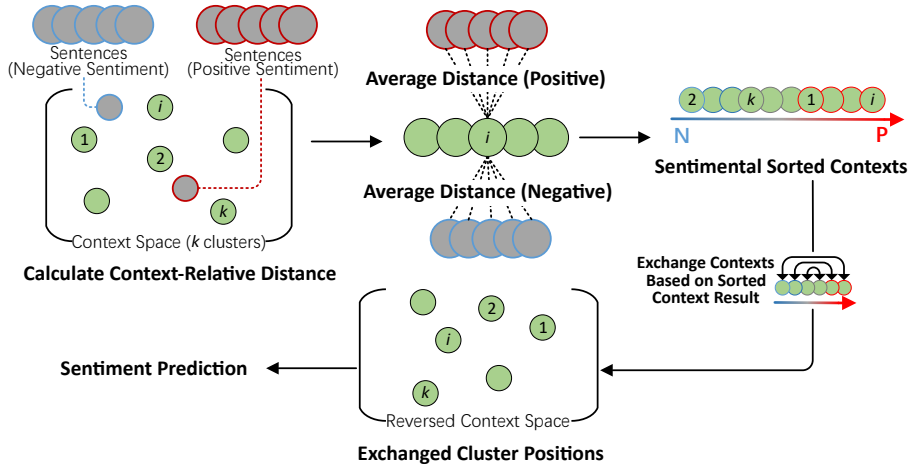 Sentences
(Negative Sentiment)
Sentences
(Positive Sentiment)
i
1
2
k
Context Space (k clusters)
Calculate Context-Relative Distance
Average Distance (Positive)
i
Average Distance (Negative)
2
k
1
i
N
P
Sentimental Sorted Contexts
Exchange Contexts
Based on Sorted
Context Result
2
1
i
k
Reversed Context Space
Exchanged Cluster Positions
Sentiment Prediction